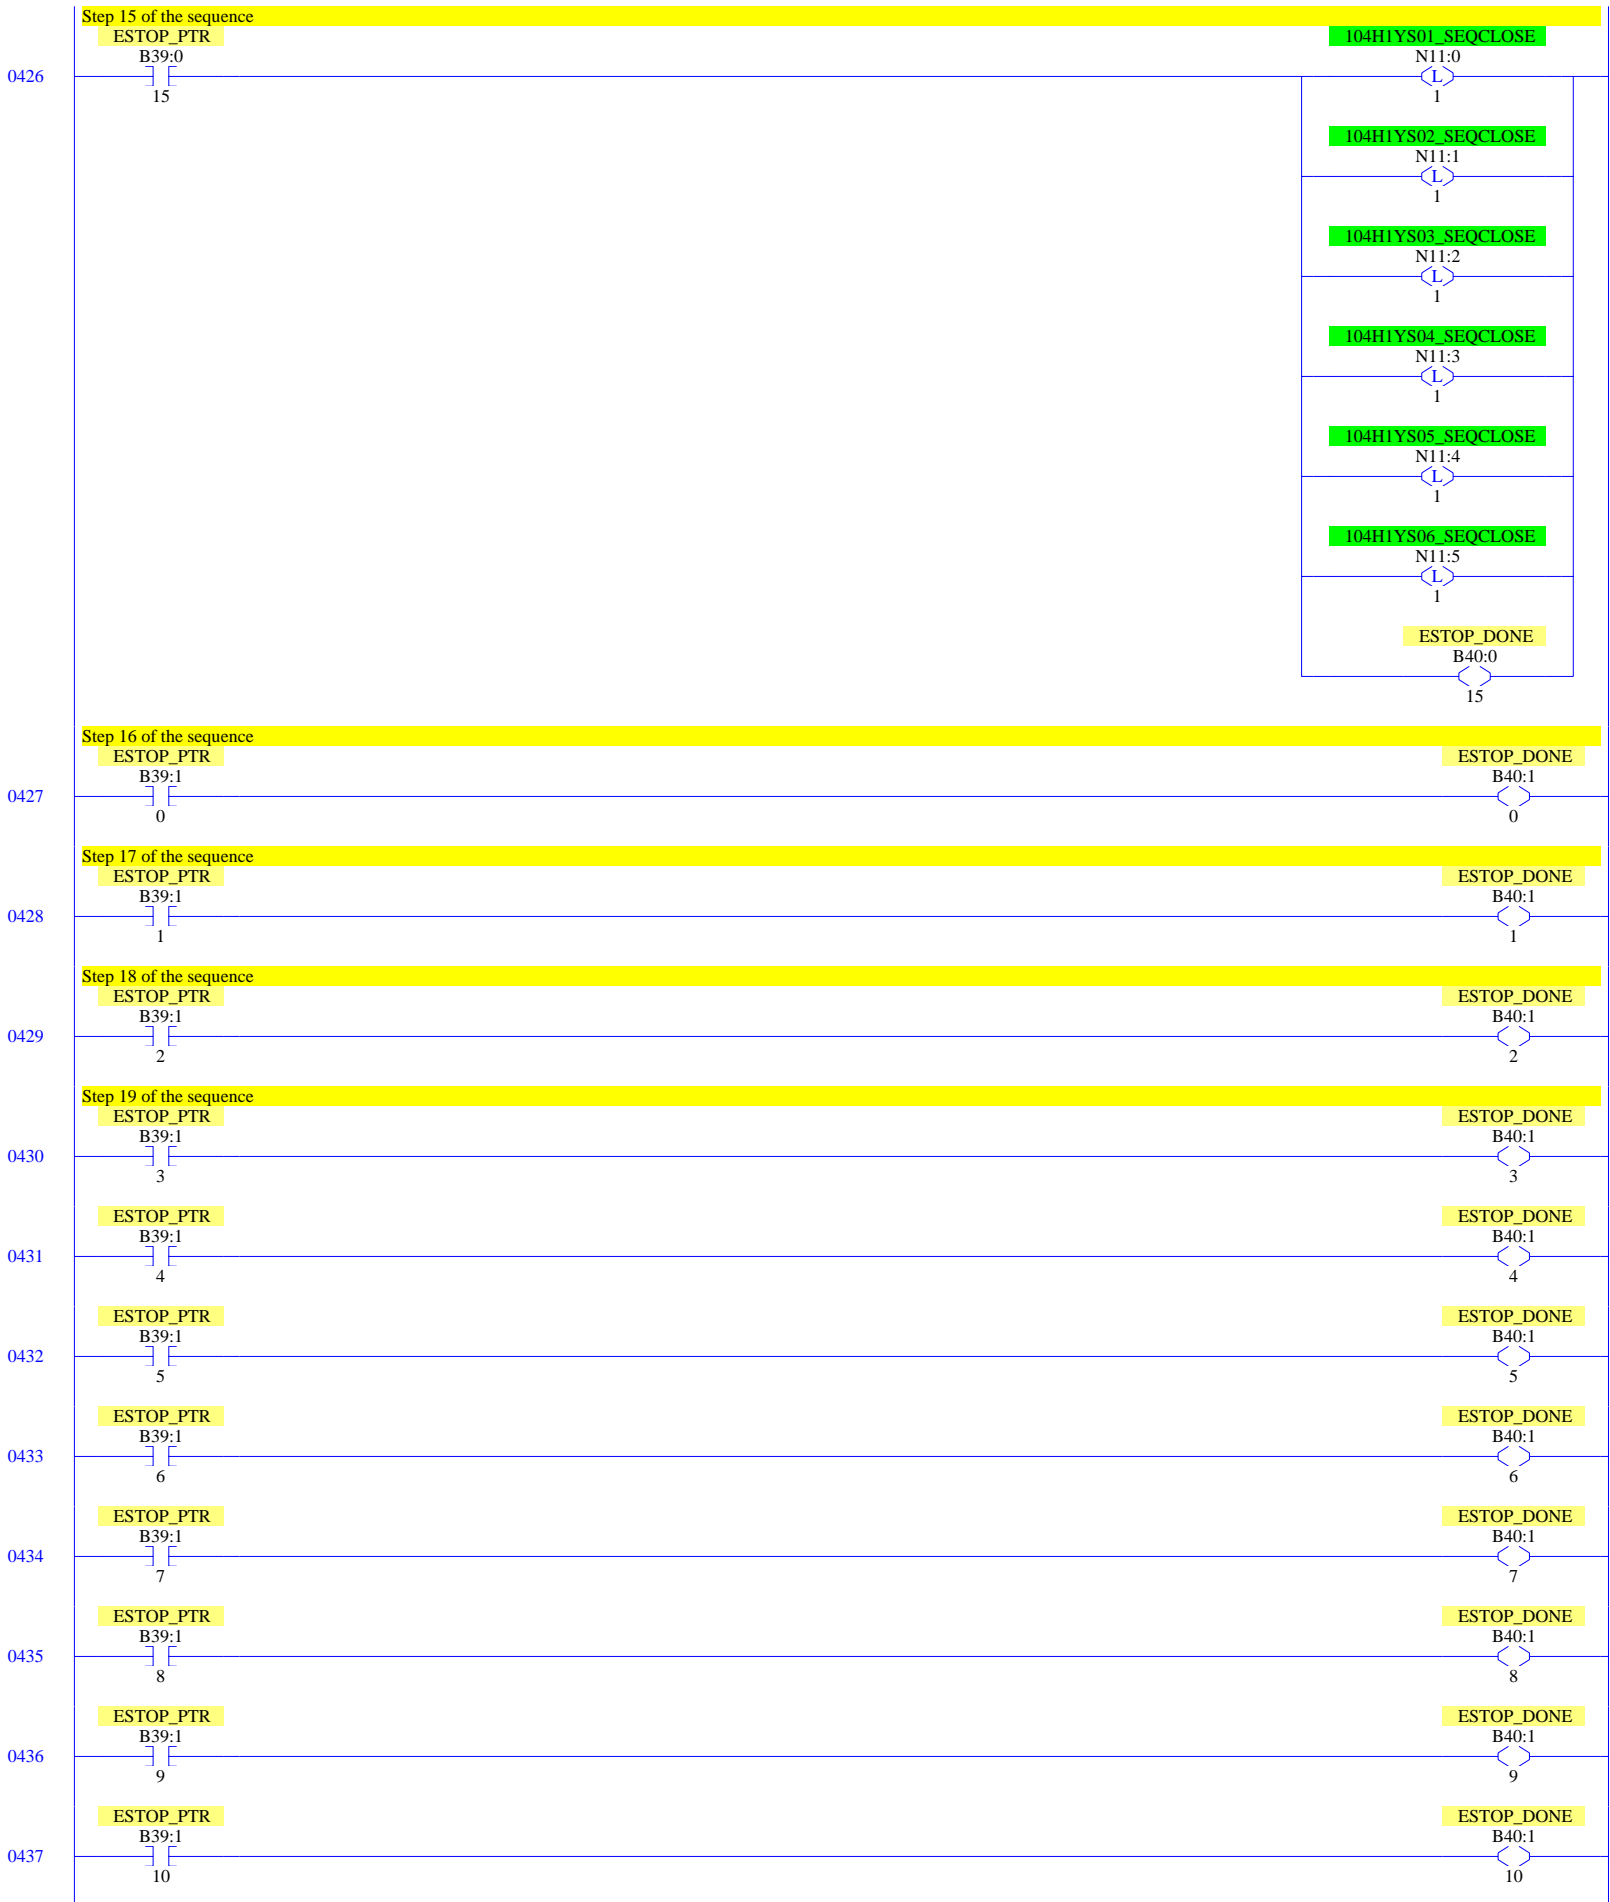 Step 15 of the sequence
ESTOP_PTR 104H1YS01_SEQCLOSE
B39:0 N11:0
0426 L
15 1
104H1YS02_SEQCLOSE
N11:1
L
1
104H1YS03_SEQCLOSE
N11:2
L
1
104H1YS04_SEQCLOSE
N11:3
L
1
104H1YS05_SEQCLOSE
N11:4
L
1
104H1YS06_SEQCLOSE
N11:5
L
1
ESTOP_DONE
B40:0
15
Step 16 of the sequence
ESTOP_PTR ESTOP_DONE
B39:1 B40:1
0427
0 0
Step 17 of the sequence
ESTOP_PTR ESTOP_DONE
B39:1 B40:1
0428
1 1
Step 18 of the sequence
ESTOP_PTR ESTOP_DONE
B39:1 B40:1
0429
2 2
Step 19 of the sequence
ESTOP_PTR ESTOP_DONE
B39:1 B40:1
0430
3 3
ESTOP_PTR ESTOP_DONE
B39:1 B40:1
0431
4 4
ESTOP_PTR ESTOP_DONE
B39:1 B40:1
0432
5 5
ESTOP_PTR ESTOP_DONE
B39:1 B40:1
0433
6 6
ESTOP_PTR ESTOP_DONE
B39:1 B40:1
0434
7 7
ESTOP_PTR ESTOP_DONE
B39:1 B40:1
0435
8 8
ESTOP_PTR ESTOP_DONE
B39:1 B40:1
0436
9 9
ESTOP_PTR ESTOP_DONE
B39:1 B40:1
0437
10 10